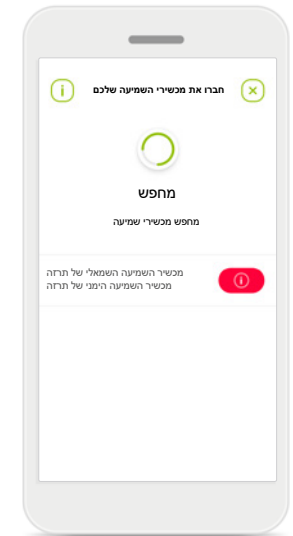 חברו את מכשירי השמיעה שלכם
מחפש
מחפש מכשירי שמיעה
מכשיר השמיעה השמאלי של תרזה
מכשיר השמיעה הימני של תרזה